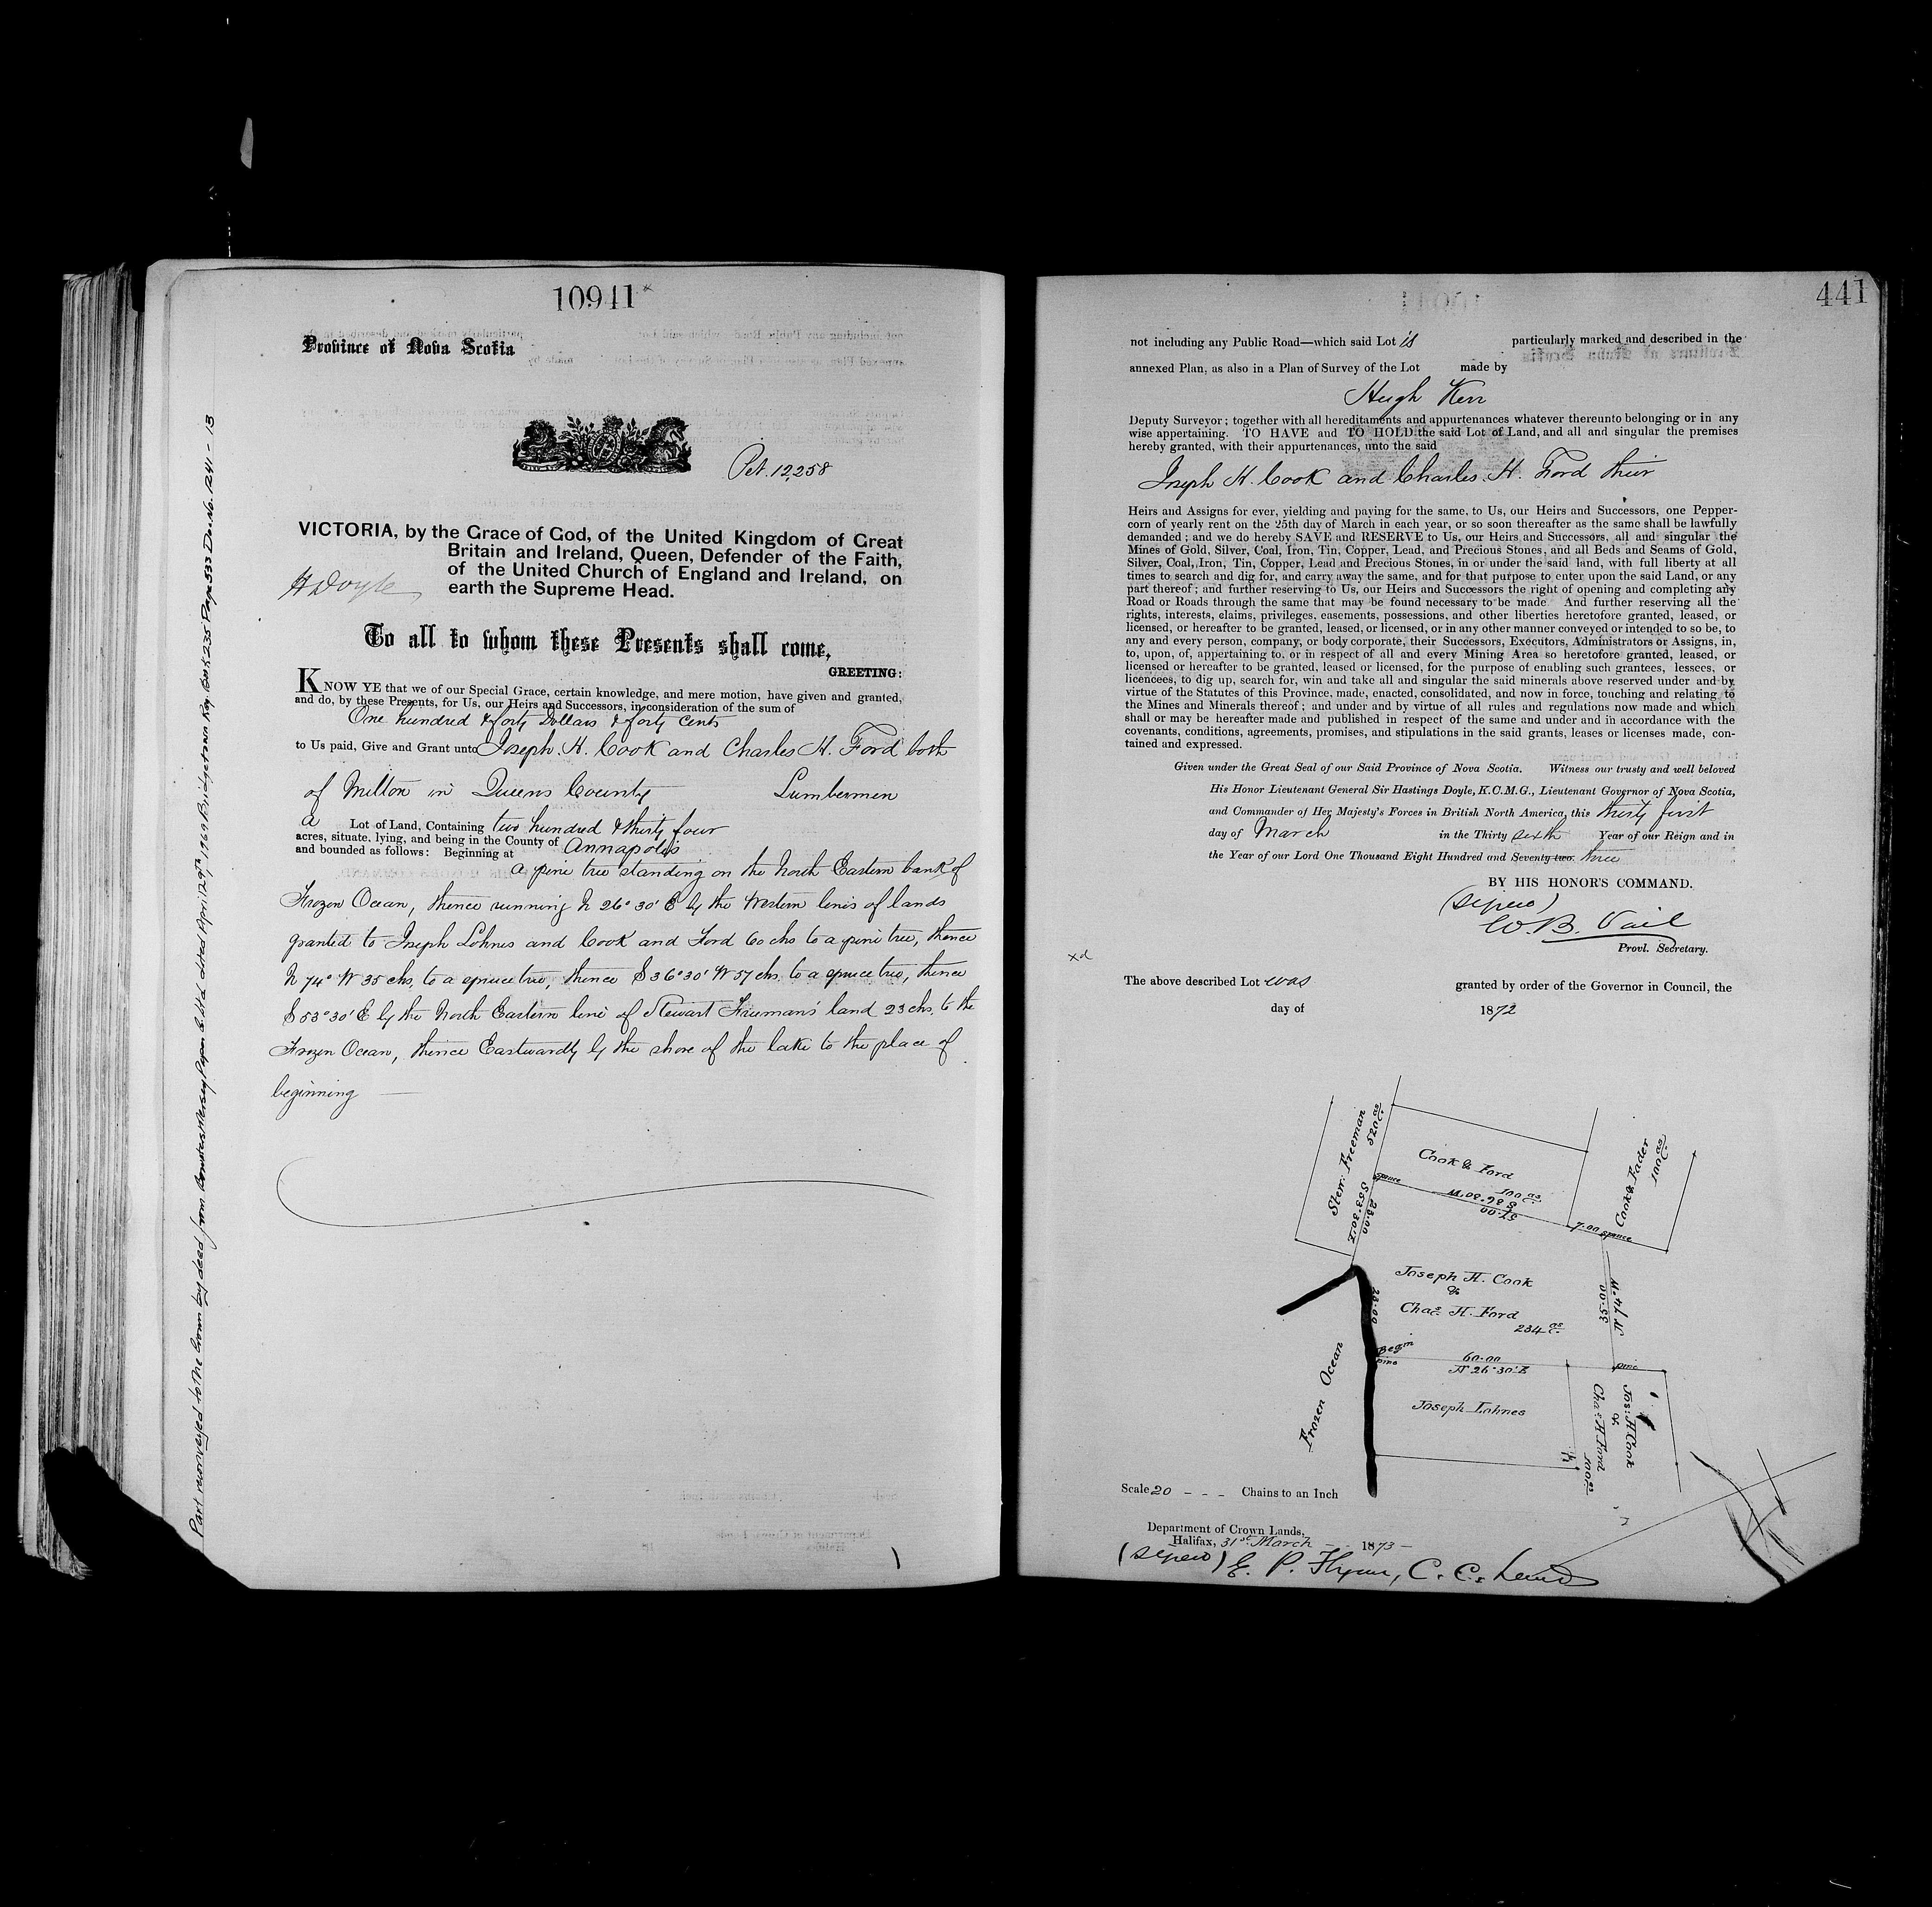 10941
Province of Nova Scotia
Pet. 12,258
VICTORIA, by the Grace of God, of the United Kingdom of Great
Britain and Ireland, Queen, Defender of the Faith,
of the United Church of England and Ireland, on
earth the Supreme Head.
H Doyle
To all to whom these Presents shall come,
GREETING:
KNOW YE that we of our Special Grace, certain knowledge, and mere motion, have given and granted,
and do, by these Presents, for Us, our Heirs and Successors, in consideration of the sum of
One hundred & forty Dollars & forty cents
to Us paid, Give and Grant unto Joseph. H. Cook and Charles H. Ford both
of Milton in Queens County Lumbermen
a Lot of Land, Containing two hundred & thirty four
acres, situate, lying, and being in the County of Annapolis
and bounded as follows: Beginning at
a pine tree standing on the North Eastern bank of
Frozen Ocean, thence running N 26° 30' E by the Western lines of lands
granted to Joseph Lohnes and Cook and Ford 60 chs to a pine tree, thence
N 74° W 35 chs, to a spruce tree, thence S 36° 30' W 57 chs. to a spruce tree, thence
S 53° 30' E by the North Eastern line of Stewart Freeman's land 23 chs. to the
Frozen Ocean, thence Eastwardly by the shore of the lake to the place of
beginning
Part reconveyed to the Crown by deed from Bowaters Mersey Paper C. Ltd. dited April 29th, 1969 Bridgetown Reg. Book 235 Page 533 Doc. No. 1241 - 13
441
not including any Public Road—which said Lot is particularly marked and described in the
annexed Plan, as also in a Plan of Survey of the Lot made by
Hugh Kerr
Deputy Surveyor; together with all hereditaments and appurtenances whatever thereunto belonging or in any
wise appertaining. TO HAVE and TO HOLD the said Lot of Land, and all and singular the premises
hereby granted, with their appurtenances, unto the said
Joseph H. Cook and Charles H. Ford their
Heirs and Assigns for ever, yielding and paying for the same, to Us, our Heirs and Successors, one Pepper-
corn of yearly rent on the 25th day of March in each year, or so soon thereafter as the same shall be lawfully
demanded; and we do hereby SAVE and RESERVE to Us, our Heirs and Successors, all and singular the
Mines of Gold, Silver, Coal, Iron, Tin, Copper, Lead, and Precious Stones, and all Beds and Seams of Gold,
Silver, Coal, Iron, Tin, Copper, Lead and Precious Stones, in or under the said land, with full liberty at all
times to search and dig for, and carry away the same, and for that purpose to enter upon the said Land, or any
part thereof; and further reserving to Us, our Heirs and Successors the right of opening and completing any
Road or Roads through the same that may be found necessary to be made And further reserving all the
rights, interests, claims, privileges, easements, possessions, and other liberties heretofore granted, leased, or
licensed, or hereafter to be granted, leased, or licensed, or in any other manner conveyed or intended to so be, to
any and every person, company, or body corporate, their Successors, Executors, Administrators or Assigns, in,
to, upon, of, appertaining to, or in respect of all and every Mining Area so heretofore granted, leased, or
licensed or hereafter to be granted, leased or licensed, for the purpose of enabling such grantees, lessees, or
licencees, to dig up, search for, win and take all and singular the said minerals above reserved under and by
virtue of the Statutes of this Province, made, enacted, consolidated, and now in force, touching and relating to
the Mines and Minerals thereof; and under and by virtue of all rules and regulations now made and which
shall or may be hereafter made and published in respect of the same and under and in accordance with the
covenants, conditions, agreements, promises, and stipulations in the said grants, leases or licenses made, con-
tained and expressed.
Given under the Great Seal of our Said Province of Nova Scotia. Witness our trusty and well beloved
His Honor Lieutenant General Sir Hastings Doyle, K.C.M.G., Lieutenant Governor of Nova Scotia,
and Commander of Her Majesty's Forces in British North America, this thirty first
day of March in the Thirty sixth Year of our Reign and in
the Year of our Lord One Thousand Eight Hundred and Seventy two three
BY HIS HONOR'S COMMAND.
(signed)
W. B. Vail
Provl. Secretary.
xd
The above described Lot was granted by order of the Governor in Council, the
day of 1872
Stew: Freeman
520 as
S 53°30' E
23.00
spruce
Cook & Ford
100 as
S 36°30' W
57.00
7.00 spruce
Cook & Fader
100 as
Joseph H. Cook
&
Chas H. Ford
234 as
28.00
35.00
N 74° W
Begin
pine
60.00
N 26°30' E
pine
Joseph Lohnes
Frozen Ocean
Jos: H Cook
&
Cha: H Ford
100 as
Scale 20 - - - Chains to an Inch
Department of Crown Lands,
Halifax, 31st March - 1873 -
(signed) E. P. Flynn, C. C. Land